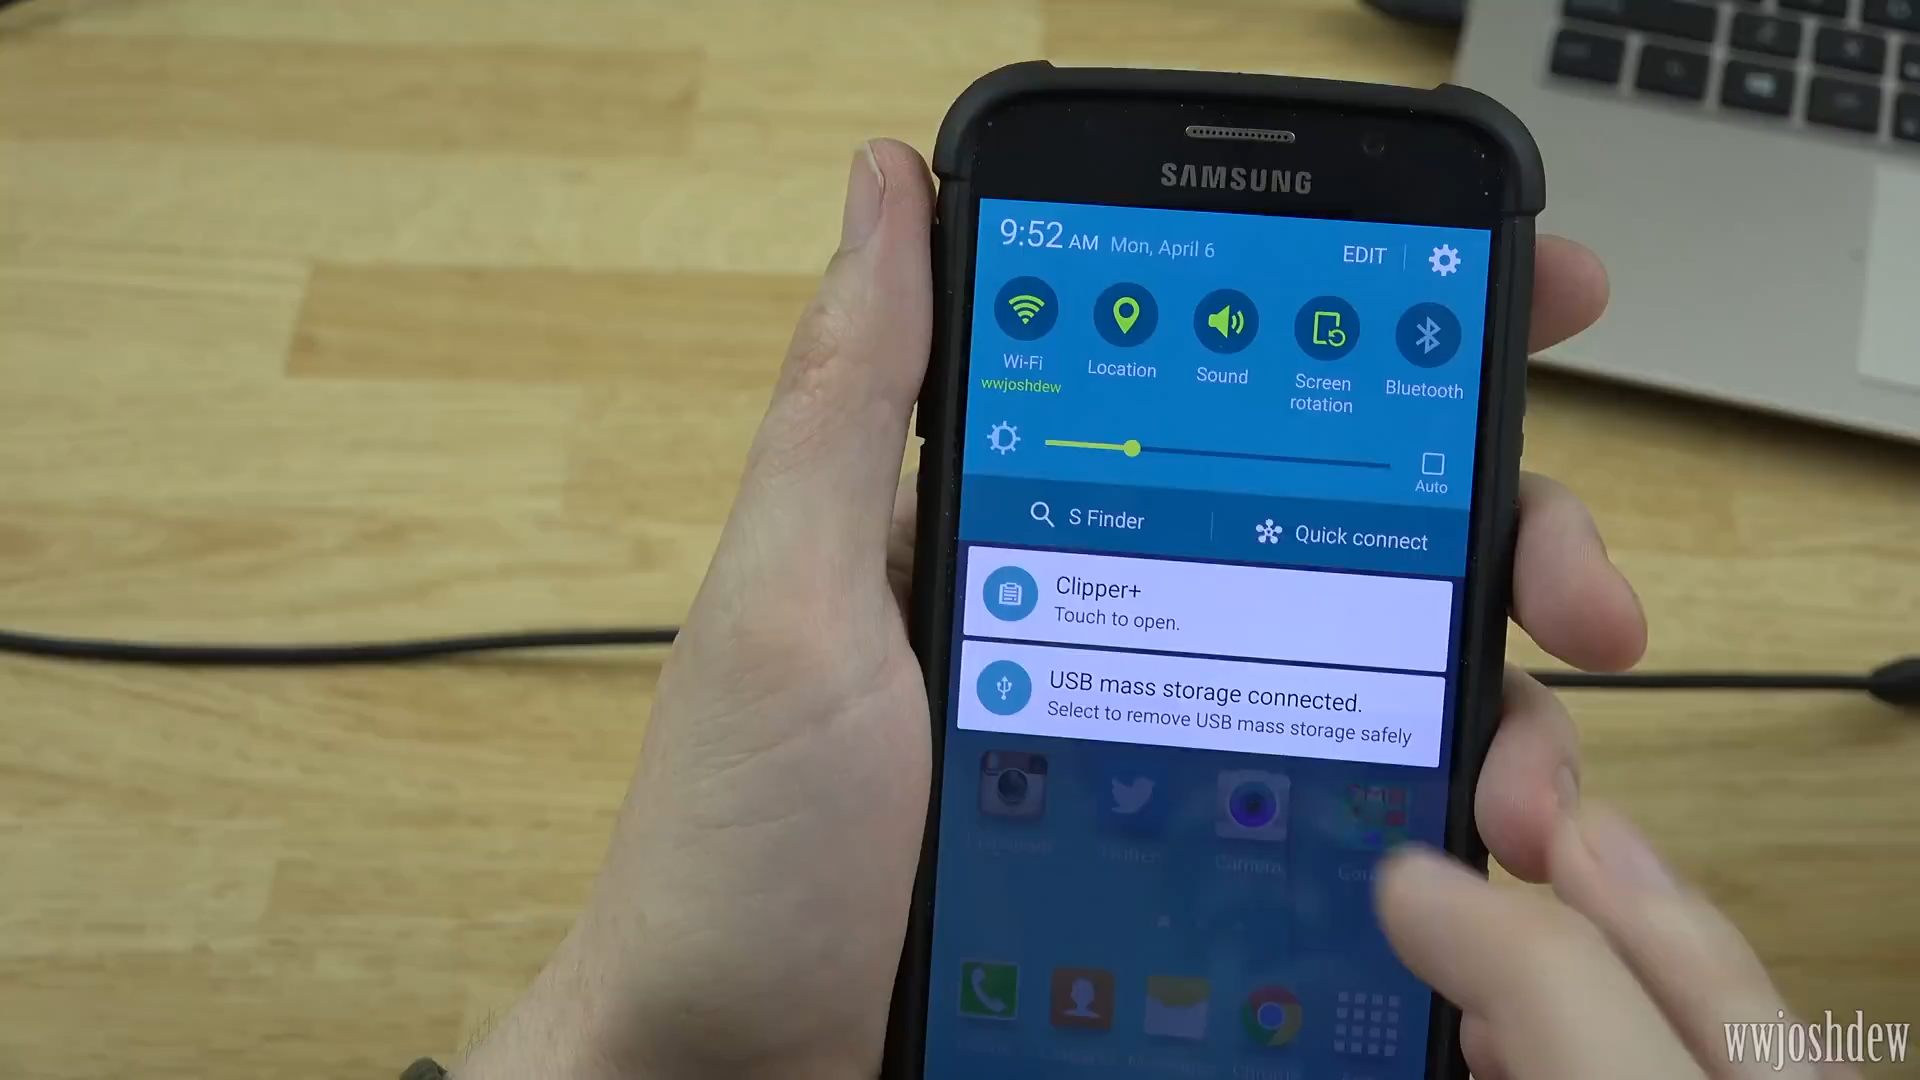 SAMSUNG
9:52 AM Mon, April 6
EDIT
Wi-Fi
wwjoshdew
Location
Sound
Screen
rotation
Bluetooth
Auto
S Finder
Quick connect
Clipper+
Touch to open.
USB mass storage connected.
Select to remove USB mass storage safely
Camera
wwjoshdew